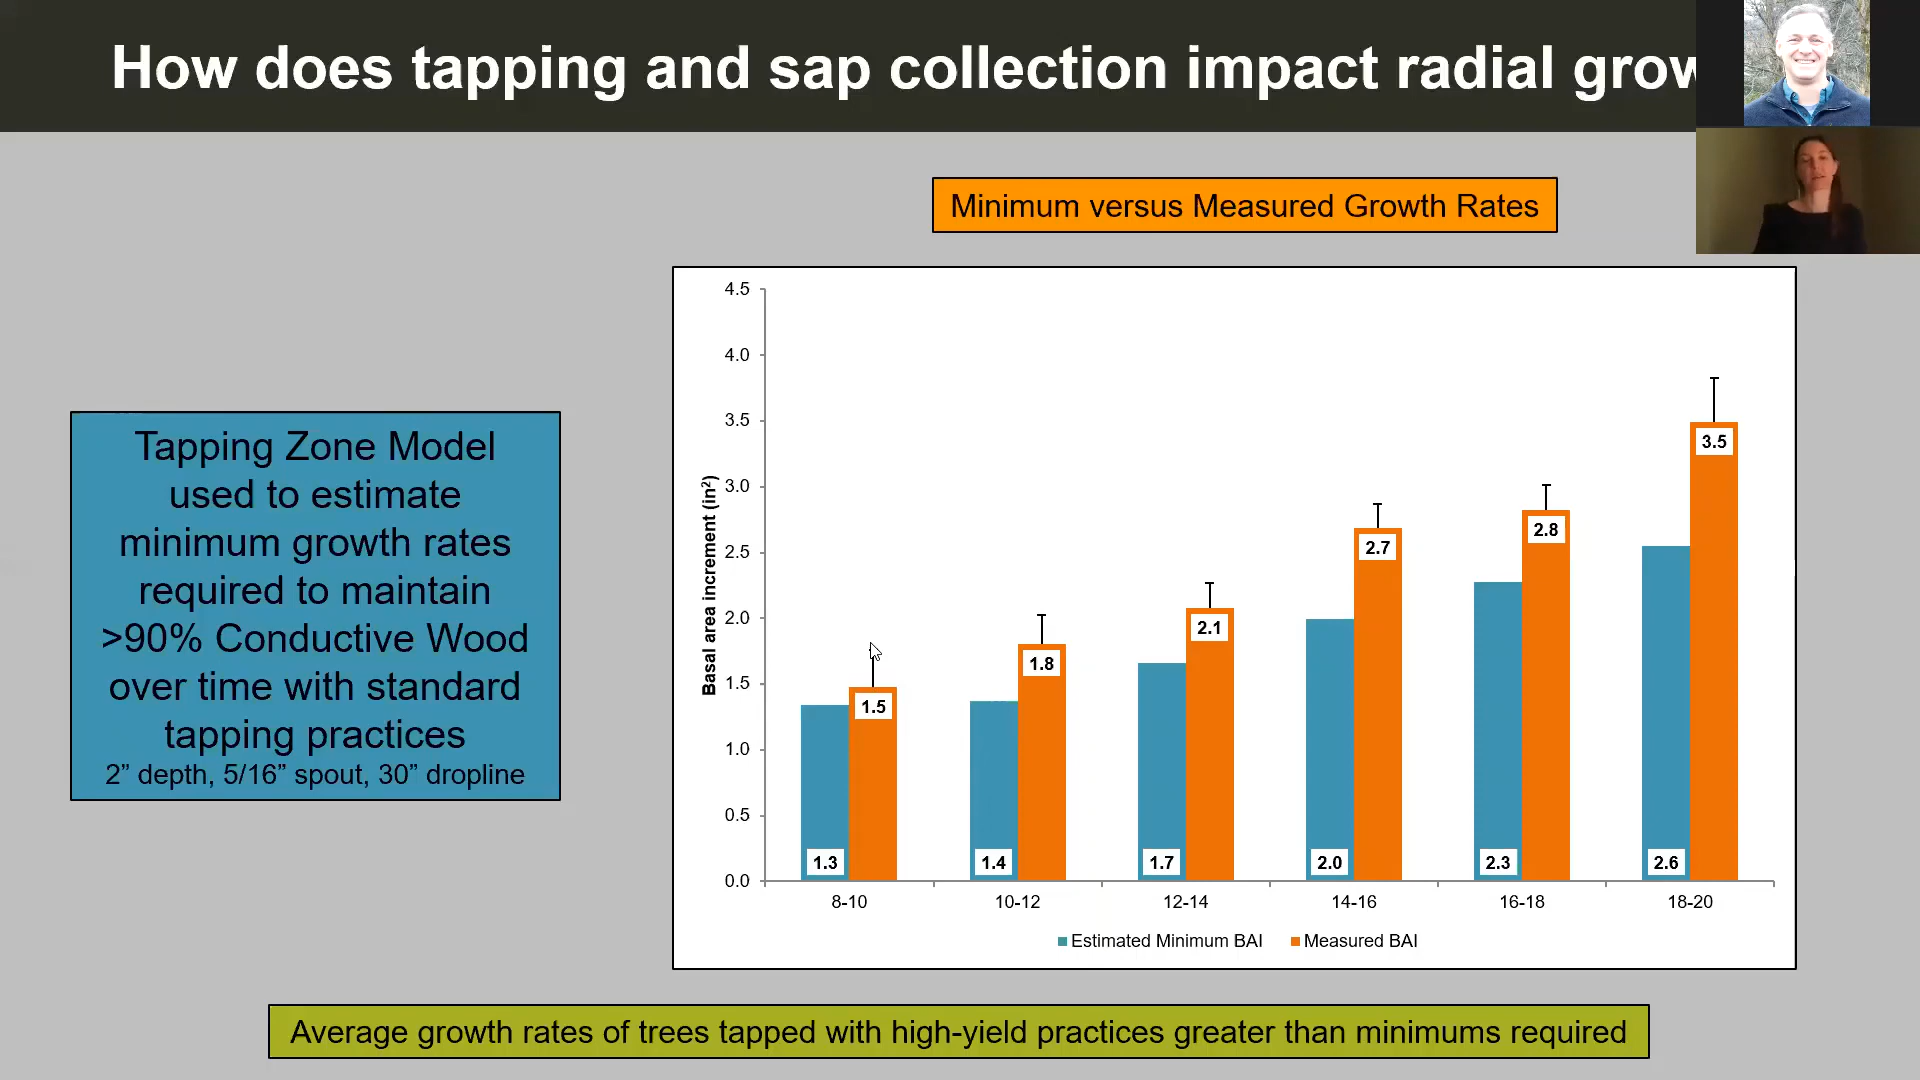 How does tapping and sap collection impact radial grow
Minimum versus Measured Growth Rates
Tapping Zone Model
used to estimate
minimum growth rates
required to maintain
>90% Conductive Wood
over time with standard
tapping practices
2” depth, 5/16” spout, 30” dropline
Basal area increment (in²)
4.5
4.0
3.5
3.0
2.5
2.0
1.5
1.0
0.5
0.0
1.5
1.8
2.1
2.7
2.8
3.5
1.3
1.4
1.7
2.0
2.3
2.6
8-10
10-12
12-14
14-16
16-18
18-20
Estimated Minimum BAI
Measured BAI
Average growth rates of trees tapped with high-yield practices greater than minimums required